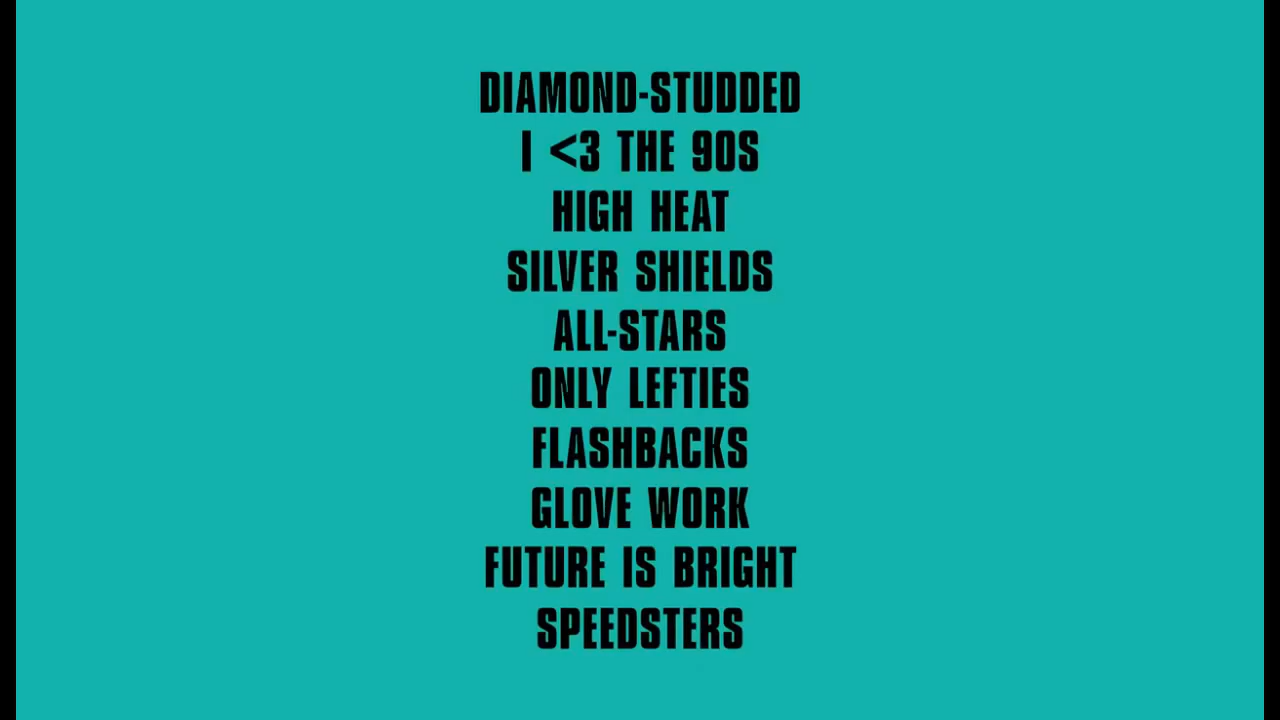 DIAMOND-STUDDED
I <3 THE 90S
HIGH HEAT
SILVER SHIELDS
ALL-STARS
ONLY LEFTIES
FLASHBACKS
GLOVE WORK
FUTURE IS BRIGHT
SPEEDSTERS